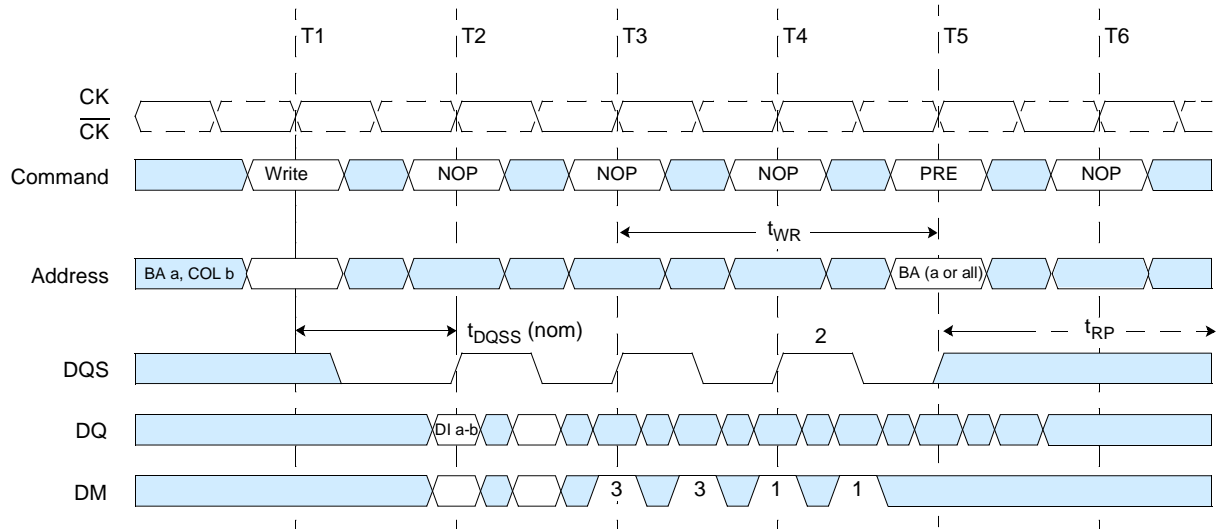 T1 T2 T3 T4 T5 T6
CK
CK
Command Write NOP NOP NOP PRE NOP
tWR
Address BA a, COL b BA (a or all)
tDQSS (nom) 2 tRP
DQS
DQ DI a-b
DM 3 3 1 1